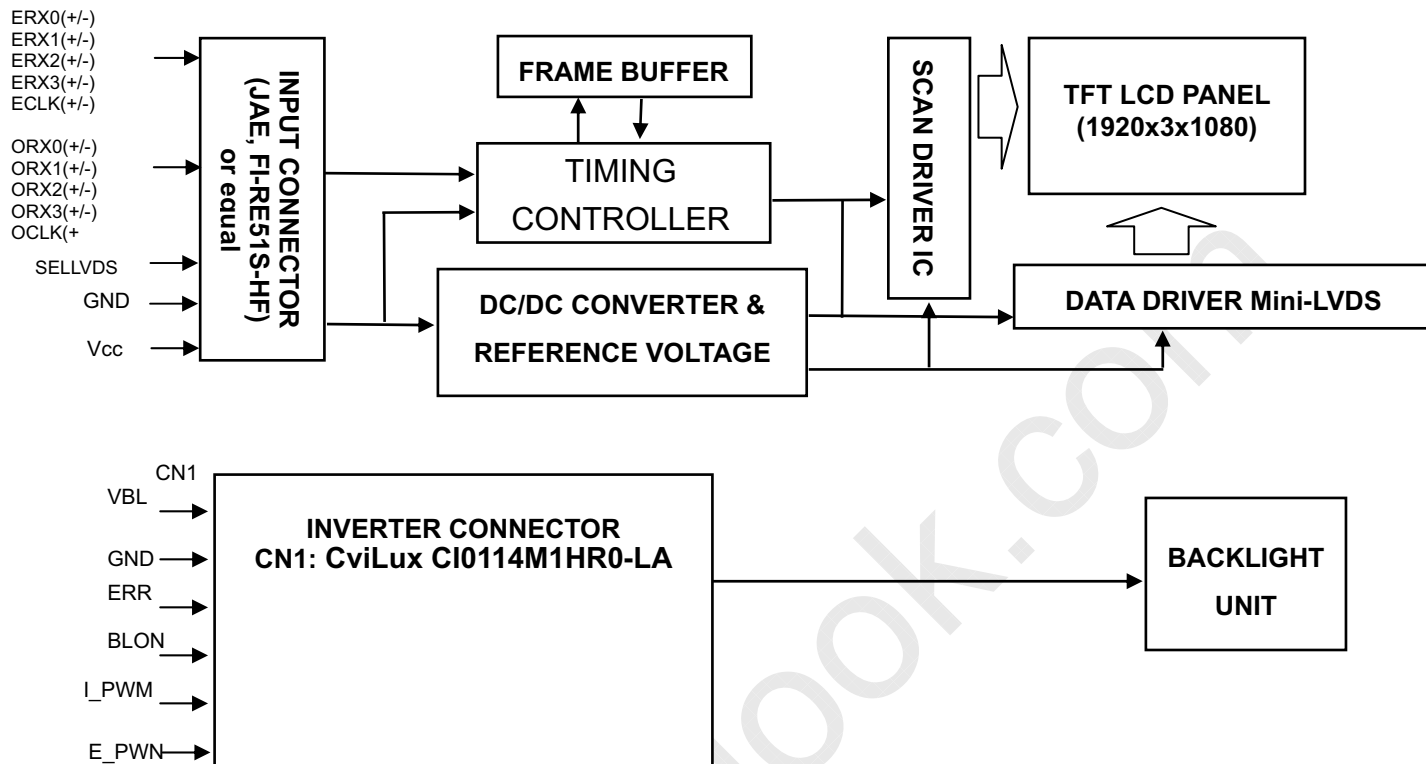 ERX0(+/-)
ERX1(+/-)
ERX2(+/-)
ERX3(+/-)
ECLK(+/-)
ORX0(+/-)
ORX1(+/-)
ORX2(+/-)
ORX3(+/-)
OCLK(+
SELLVDS
GND
Vcc
INPUT CONNECTOR
(JAE, FI-RE51S-HF)
or equal
FRAME BUFFER
TIMING
CONTROLLER
DC/DC CONVERTER &
REFERENCE VOLTAGE
SCAN DRIVER IC
TFT LCD PANEL
(1920x3x1080)
DATA DRIVER Mini-LVDS
CN1
VBL
GND
ERR
BLON
I_PWM
E_PWN
INVERTER CONNECTOR
CN1: CviLux CI0114M1HR0-LA
BACKLIGHT
UNIT
ook.com